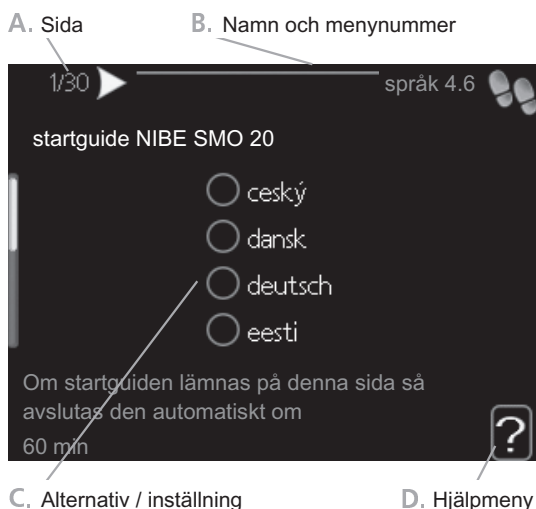 A. Sida
B. Namn och menynummer
1/30
språk 4.6
startguide NIBE SMO 20
ceský
dansk
deutsch
eesti
Om startguiden lämnas på denna sida så
avslutas den automatiskt om
60 min
?
C. Alternativ / inställning
D. Hjälpmeny